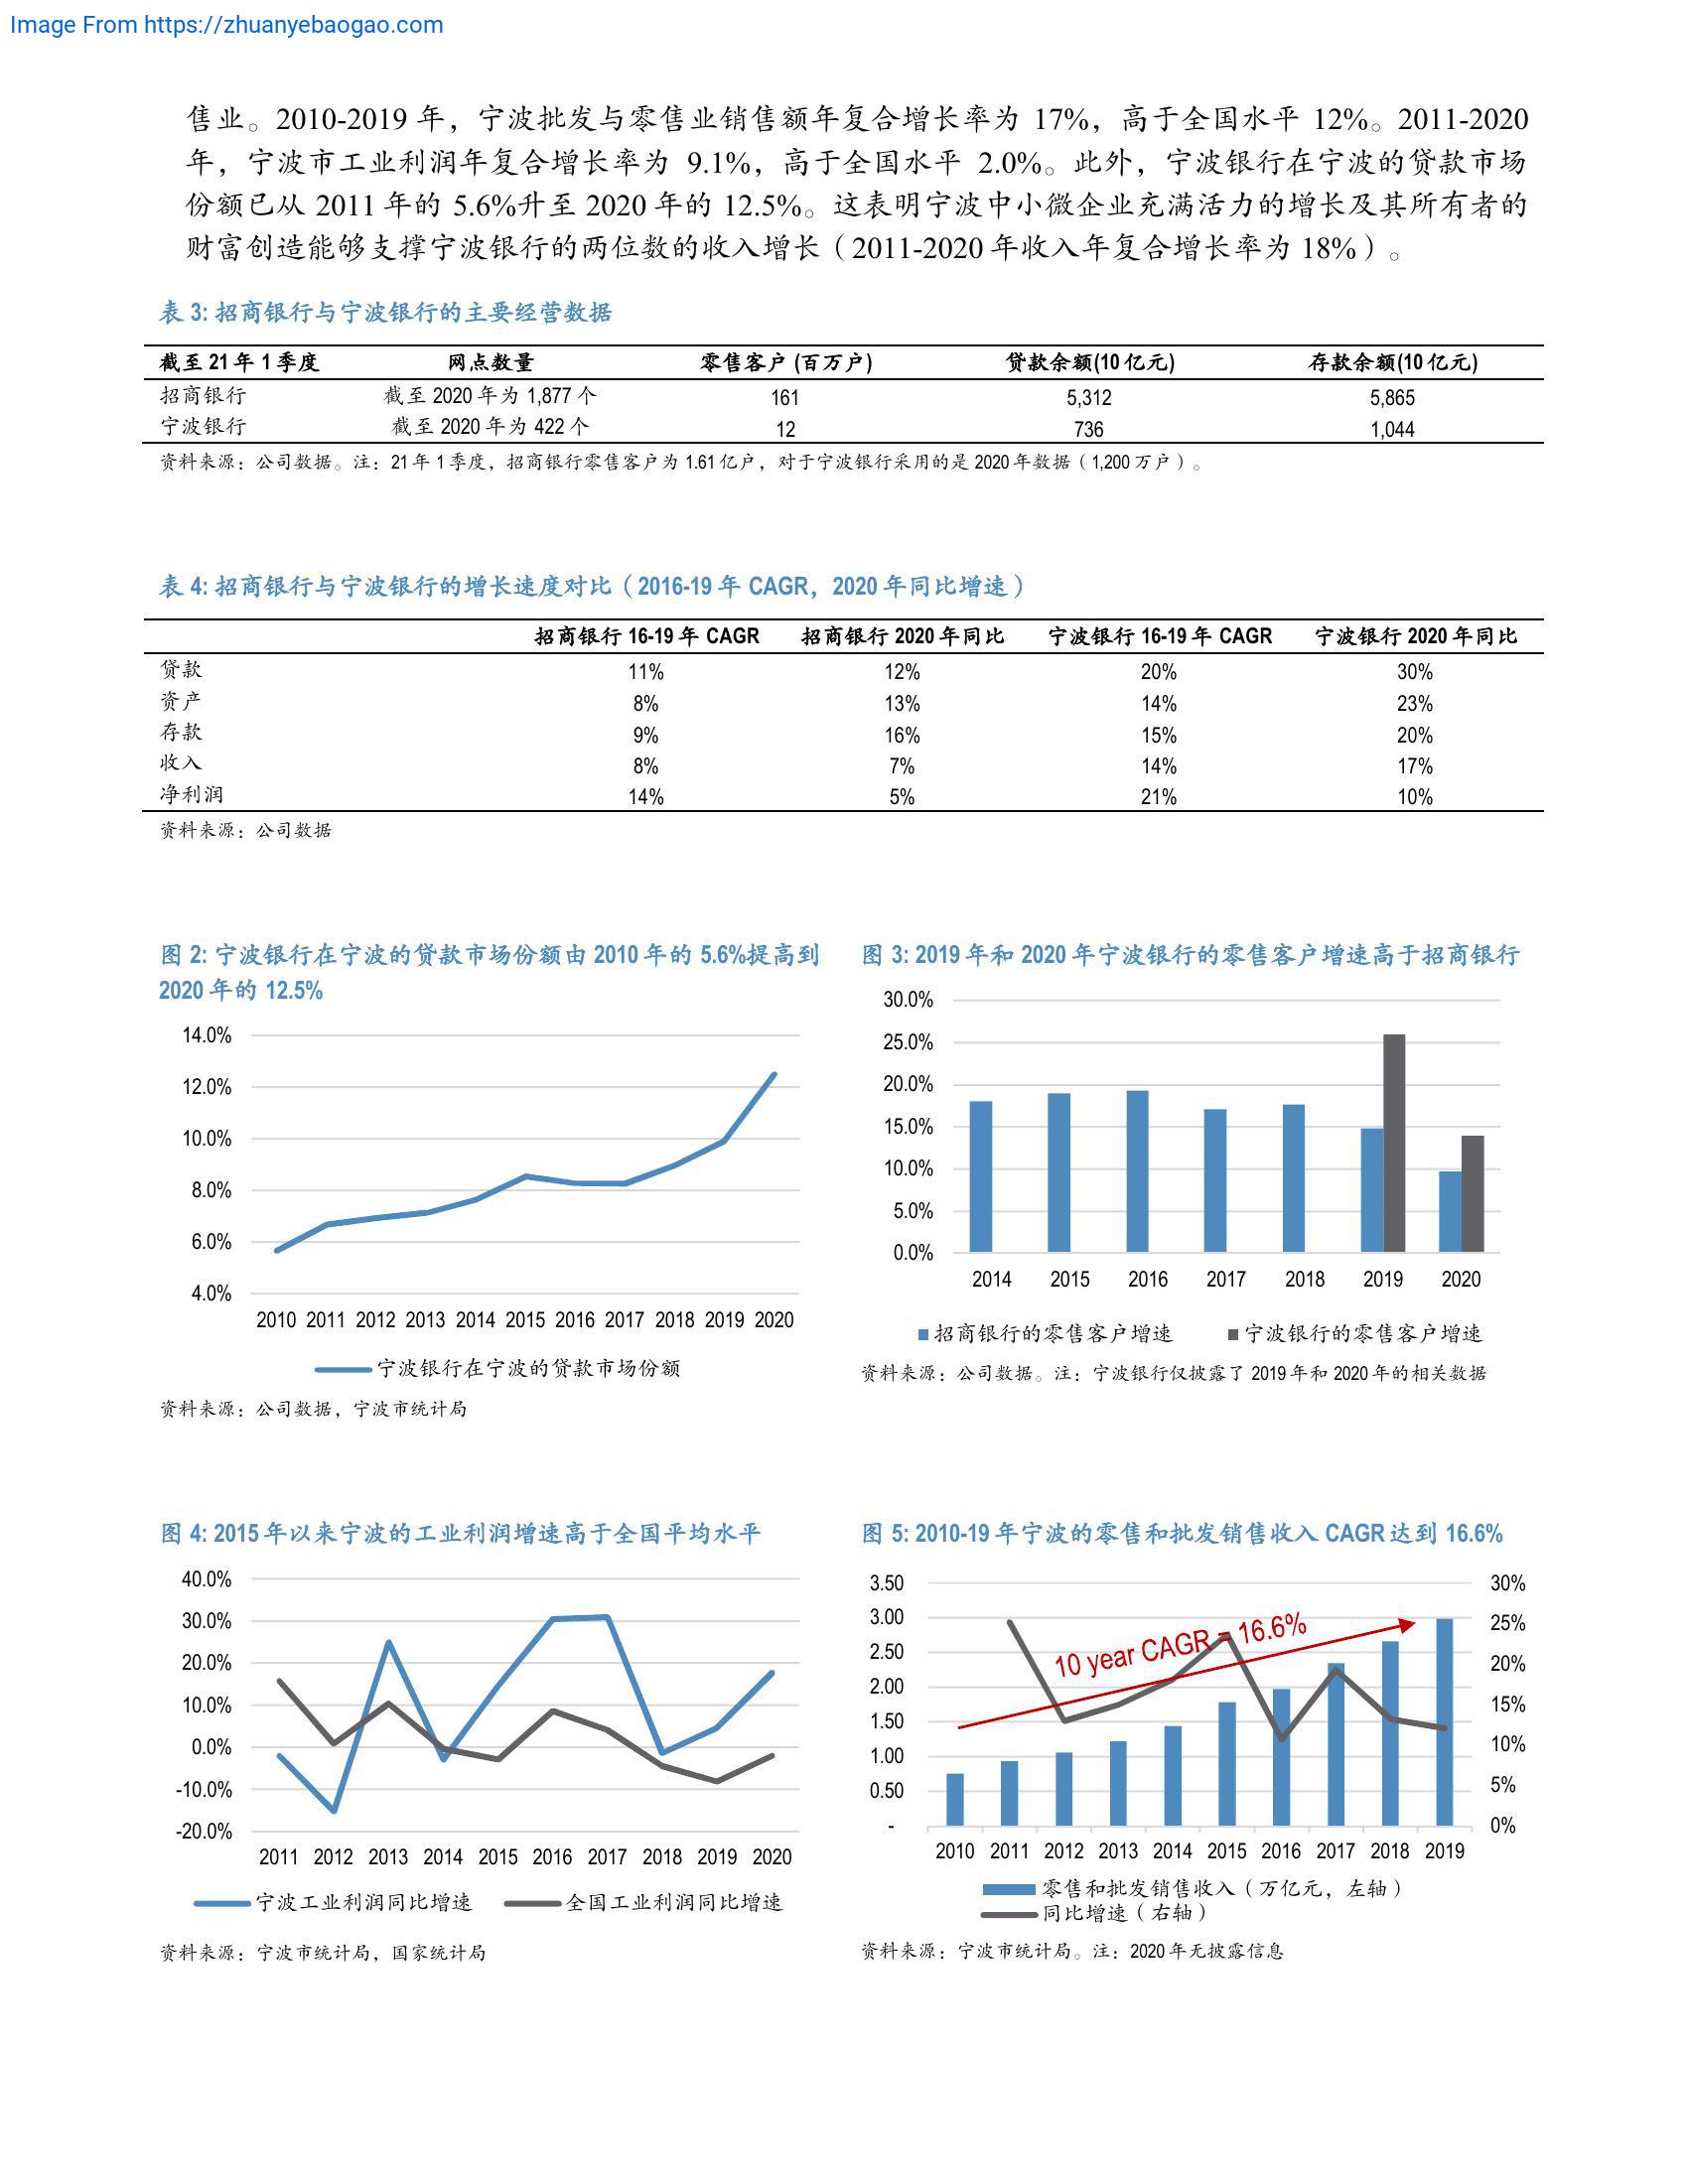 Image From https://zhuanyebaogao.com
售业。2010-2019 年，宁波批发与零售业销售额年复合增长率为 17%，高于全国水平 12%。2011-2020
年，宁波市工业利润年复合增长率为 9.1%，高于全国水平 2.0%。此外，宁波银行在宁波的贷款市场
份额已从 2011 年的 5.6%升至 2020 年的 12.5%。这表明宁波中小微企业充满活力的增长及其所有者的
财富创造能够支撑宁波银行的两位数的收入增长（2011-2020 年收入年复合增长率为 18%）。
表 3: 招商银行与宁波银行的主要经营数据
截至 21 年 1 季度 网点数量 零售客户 (百万户) 贷款余额(10 亿元) 存款余额(10 亿元)
招商银行 截至 2020 年为 1,877 个 161 5,312 5,865
宁波银行 截至 2020 年为 422 个 12 736 1,044
资料来源：公司数据。注：21 年 1 季度，招商银行零售客户为 1.61 亿户，对于宁波银行采用的是 2020 年数据（1,200 万户）。
表 4: 招商银行与宁波银行的增长速度对比（2016-19 年 CAGR，2020 年同比增速）
招商银行 16-19 年 CAGR 招商银行 2020 年同比 宁波银行 16-19 年 CAGR 宁波银行 2020 年同比
贷款 11% 12% 20% 30%
资产 8% 13% 14% 23%
存款 9% 16% 15% 20%
收入 8% 7% 14% 17%
净利润 14% 5% 21% 10%
资料来源：公司数据
图 2: 宁波银行在宁波的贷款市场份额由 2010 年的 5.6%提高到
2020 年的 12.5%
14.0%
12.0%
10.0%
8.0%
6.0%
4.0%
2010 2011 2012 2013 2014 2015 2016 2017 2018 2019 2020
宁波银行在宁波的贷款市场份额
资料来源：公司数据，宁波市统计局
图 3: 2019 年和 2020 年宁波银行的零售客户增速高于招商银行
30.0%
25.0%
20.0%
15.0%
10.0%
5.0%
0.0%
2014 2015 2016 2017 2018 2019 2020
招商银行的零售客户增速 宁波银行的零售客户增速
资料来源：公司数据。注：宁波银行仅披露了 2019 年和 2020 年的相关数据
图 4: 2015 年以来宁波的工业利润增速高于全国平均水平
40.0%
30.0%
20.0%
10.0%
0.0%
-10.0%
-20.0%
2011 2012 2013 2014 2015 2016 2017 2018 2019 2020
宁波工业利润同比增速 全国工业利润同比增速
资料来源：宁波市统计局，国家统计局
图 5: 2010-19 年宁波的零售和批发销售收入 CAGR 达到 16.6%
3.50 30%
3.00 25%
2.50 20%
2.00 15%
1.50 10%
1.00 5%
0.50 0%
-
10 year CAGR = 16.6%
2010 2011 2012 2013 2014 2015 2016 2017 2018 2019
零售和批发销售收入（万亿元，左轴）
同比增速（右轴）
资料来源：宁波市统计局。注：2020 年无披露信息